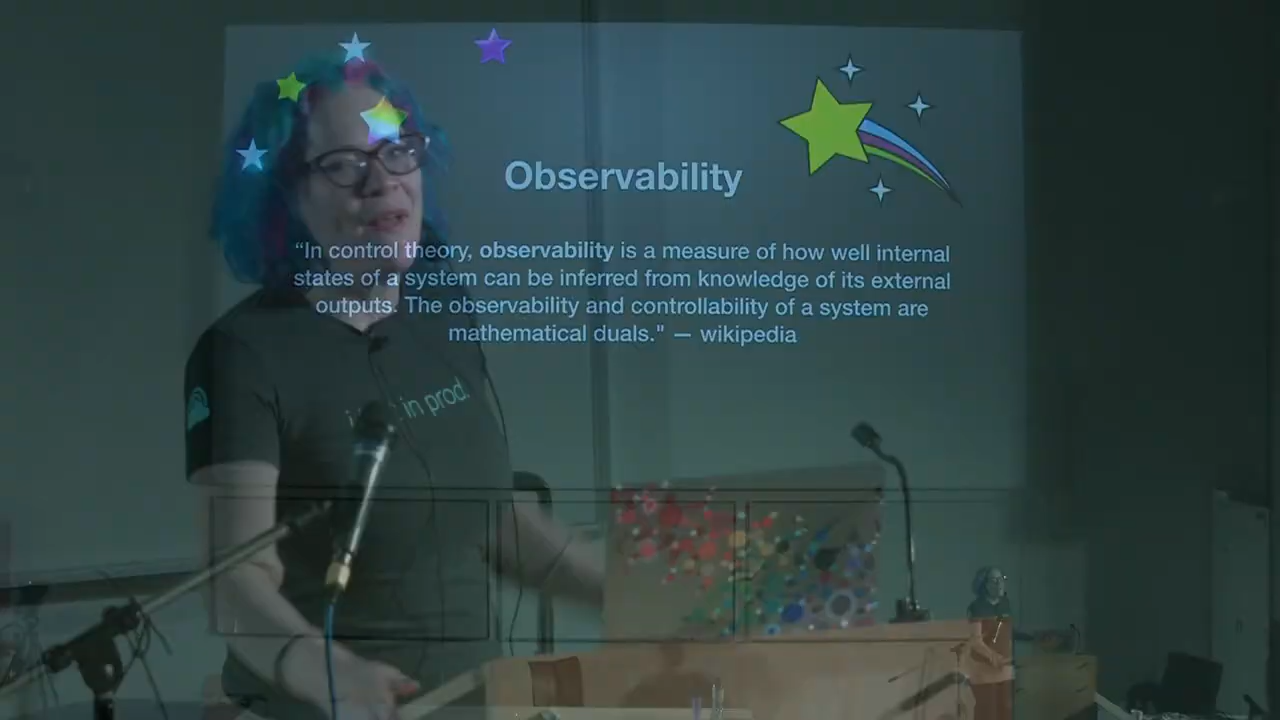 Observability
“In control theory, observability is a measure of how well internal
states of a system can be inferred from knowledge of its external
outputs. The observability and controllability of a system are
mathematical duals." — wikipedia
in prod.